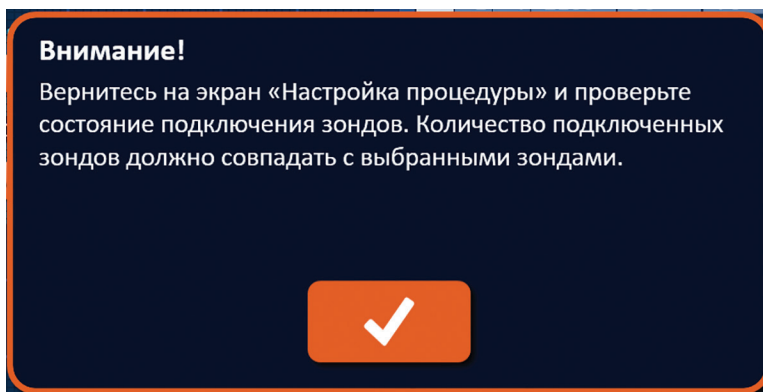 Внимание!
Вернитесь на экран «Настройка процедуры» и проверьте
состояние подключения зондов. Количество подключенных
зондов должно совпадать с выбранными зондами.